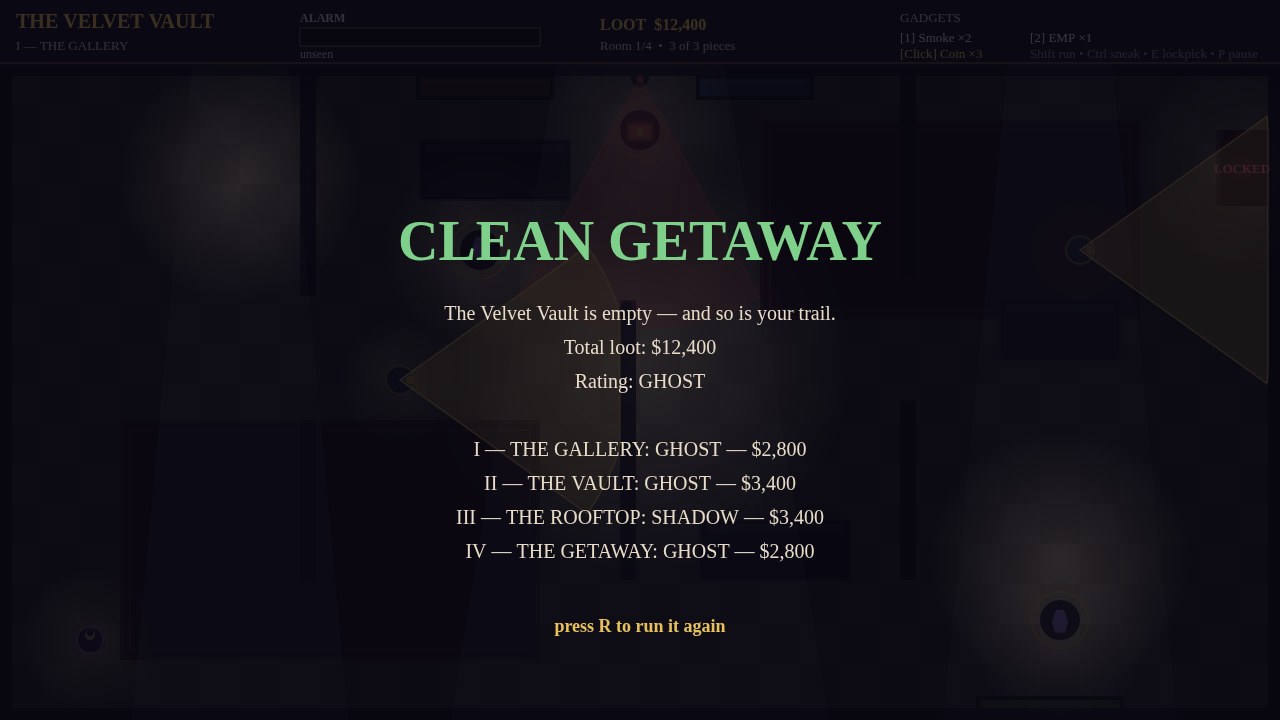 THE VELVET VAULT
I — THE GALLERY
ALARM
unseen
LOOT $12,400
Room 1/4 • 3 of 3 pieces
GADGETS
[1] Smoke ×2 [2] EMP ×1
[Click] Coin ×3 Shift run • Ctrl sneak • E lockpick • P pause
LOCKED
CLEAN GETAWAY
The Velvet Vault is empty — and so is your trail.
Total loot: $12,400
Rating: GHOST
I — THE GALLERY: GHOST — $2,800
II — THE VAULT: GHOST — $3,400
III — THE ROOFTOP: SHADOW — $3,400
IV — THE GETAWAY: GHOST — $2,800
press R to run it again